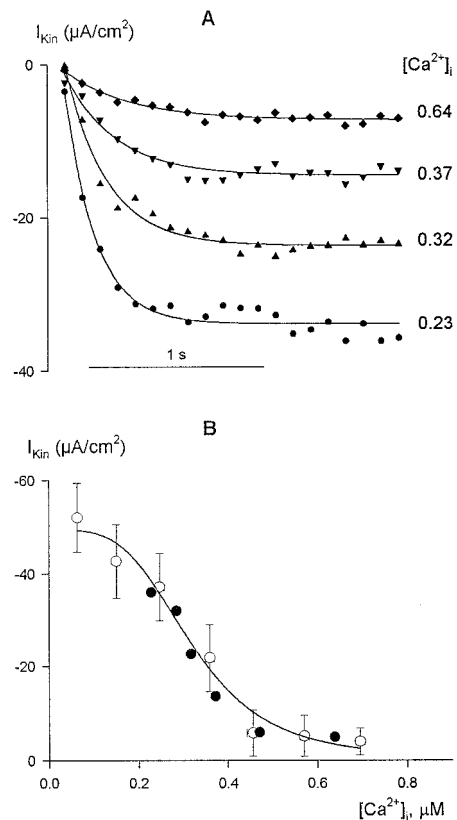 A
I_Kin (μA/cm²)
[Ca²⁺]ᵢ
0
0.64
0.37
-20
0.32
0.23
-40
1 s
B
I_Kin (μA/cm²)
-60
-40
-20
0
0.0 0.2 0.4 0.6 0.8
[Ca²⁺]ᵢ, μM